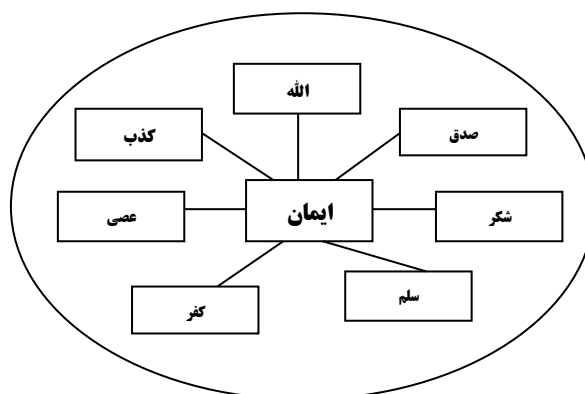 الله
صدق
کذب
ایمان
شکر
عصی
سلم
کفر